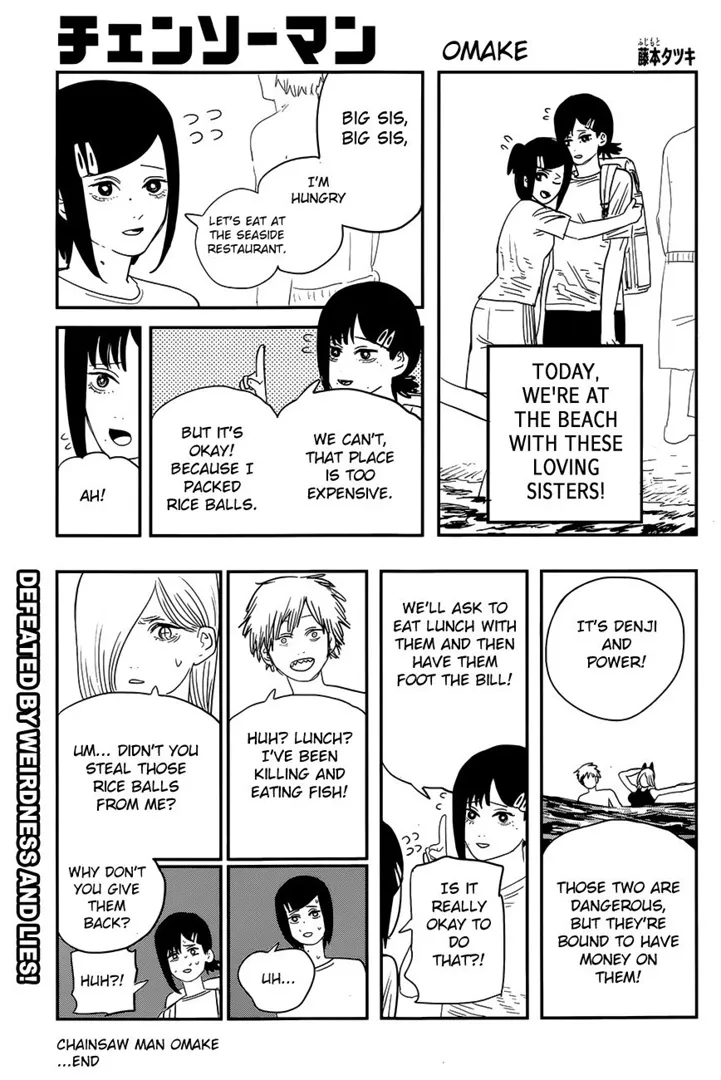 チェンソーマン
OMAKE
ふじもと
藤本タツキ
TODAY,
WE'RE AT
THE BEACH
WITH THESE
LOVING
SISTERS!
BIG SIS,
BIG SIS,
I'M
HUNGRY
LET'S EAT AT
THE SEASIDE
RESTAURANT.
WE CAN'T,
THAT PLACE
IS TOO
EXPENSIVE.
BUT IT'S
OKAY!
BECAUSE I
PACKED
RICE BALLS.
AH!
IT'S DENJI
AND
POWER!
THOSE TWO ARE
DANGEROUS,
BUT THEY'RE
BOUND TO HAVE
MONEY ON
THEM!
WE'LL ASK TO
EAT LUNCH WITH
THEM AND THEN
HAVE THEM
FOOT THE BILL!
IS IT
REALLY
OKAY TO
DO
THAT?!
HUH? LUNCH?
I'VE BEEN
KILLING AND
EATING FISH!
UH...
UM... DIDN'T YOU
STEAL THOSE
RICE BALLS
FROM ME?
WHY DON'T
YOU GIVE
THEM
BACK?
HUH?!
DEFEATED BY WEIRDNESS AND LIES!
CHAINSAW MAN OMAKE
...END